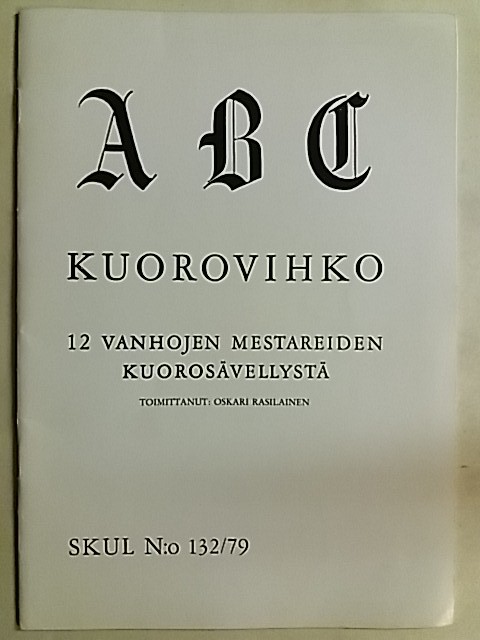 A B C
KUOROVIHKO
12 VANHOJEN MESTAREIDEN
KUOROSÄVELLYSTÄ
TOIMITTANUT: OSKARI RASILAINEN
SKUL N:o 132/79